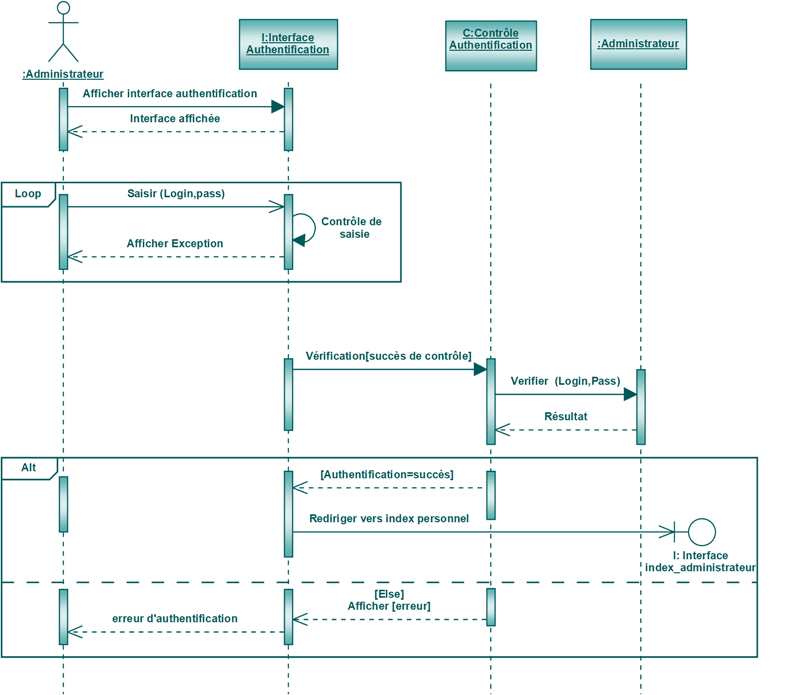 :Administrateur
I:Interface
Authentification
C:Contrôle
Authentification
:Administrateur
Afficher interface authentification
Interface affichée
Loop
Saisir (Login,pass)
Contrôle de
saisie
Afficher Exception
Vérification[succès de contrôle]
Verifier (Login,Pass)
Résultat
Alt
[Authentification=succès]
Rediriger vers index personnel
I: Interface
index_administrateur
[Else]
Afficher [erreur]
erreur d'authentification